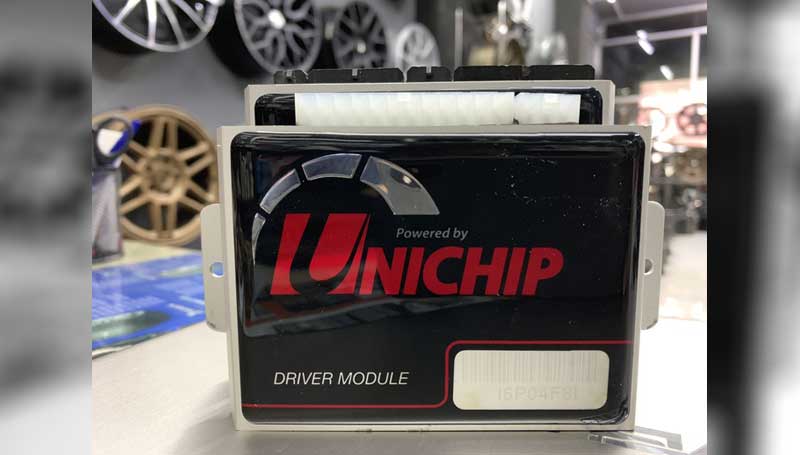 Powered by
UNICHIP
DRIVER MODULE
16P04F81